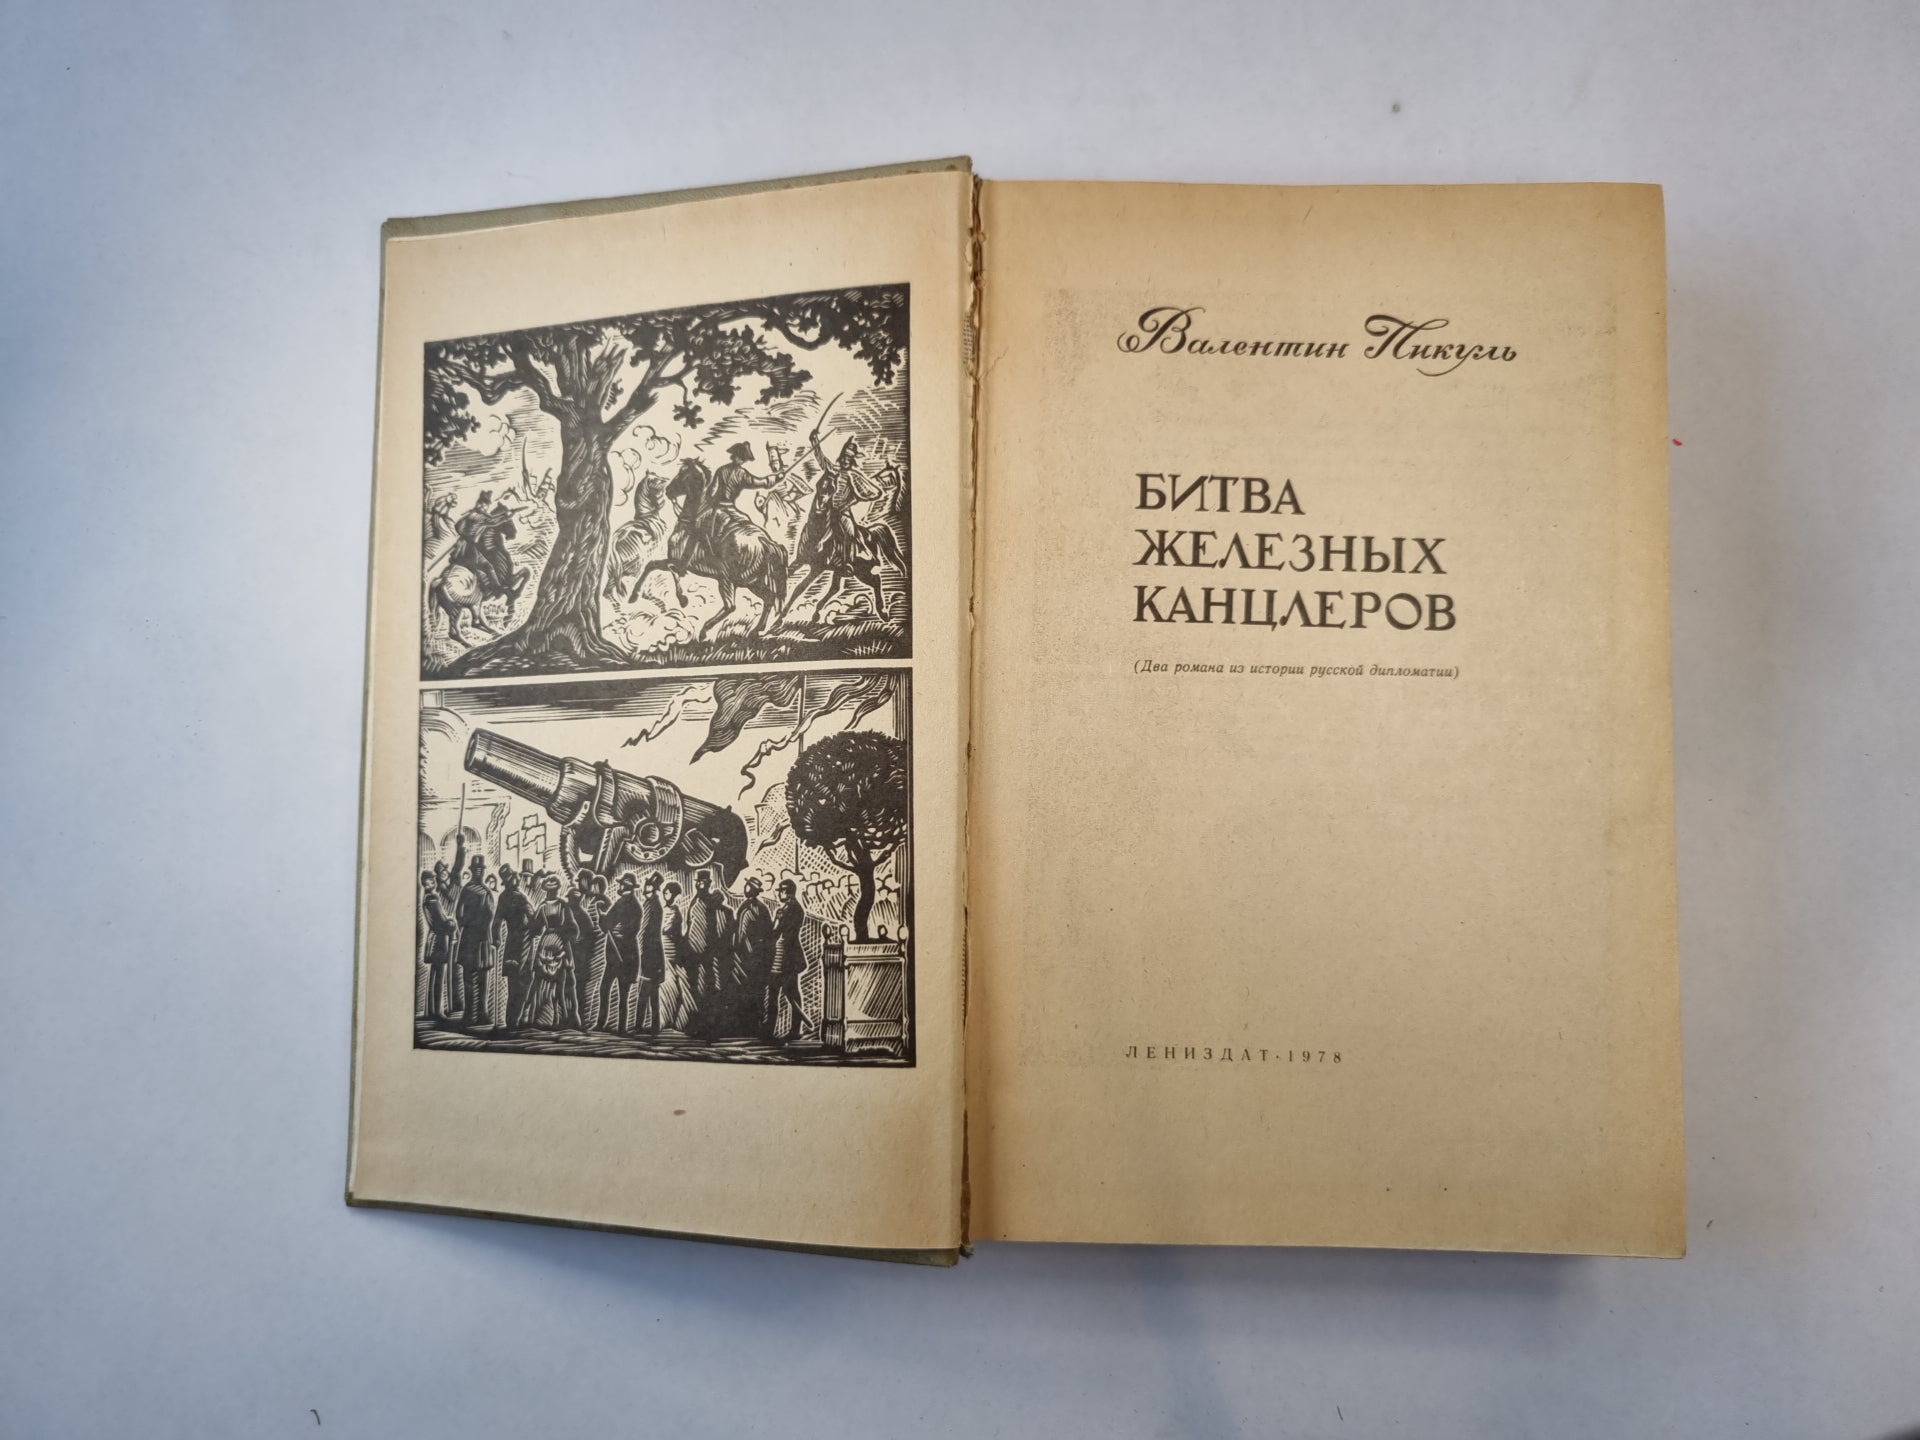 Валентин Пикуль
БИТВА
ЖЕЛЕЗНЫХ
КАНЦЛЕРОВ
(Два романа из истории русской дипломатии)
ЛЕНИЗДАТ·1978